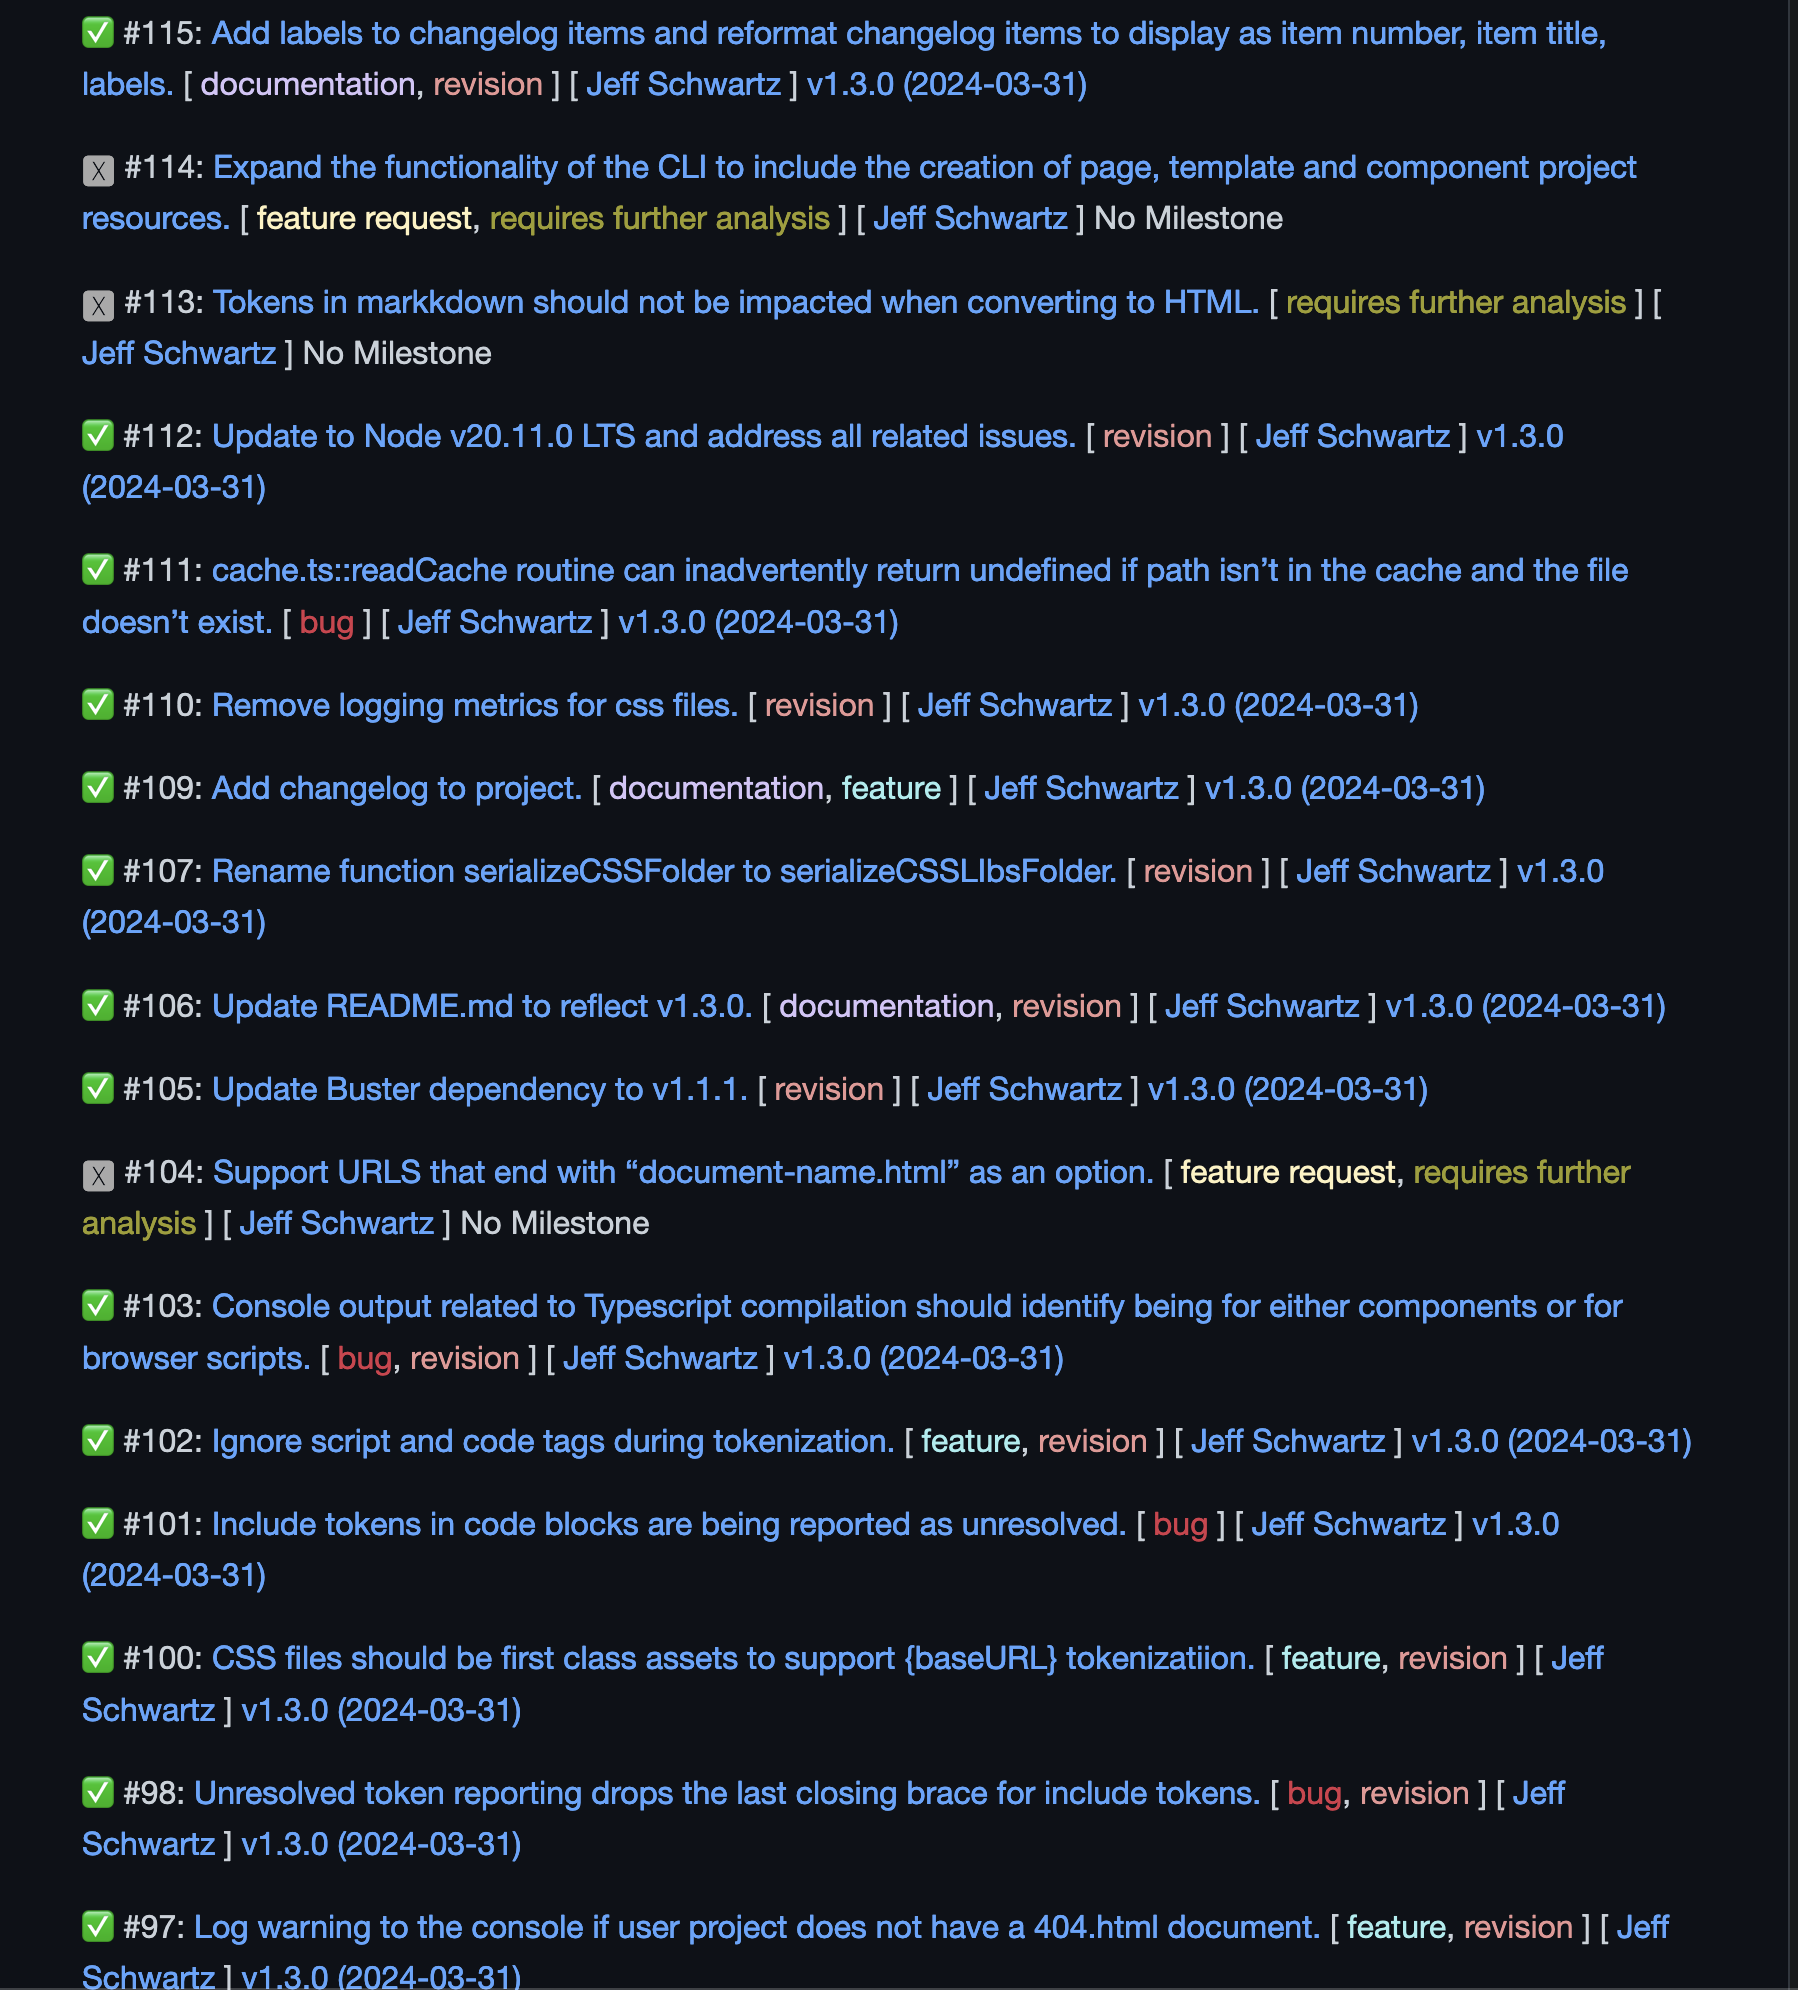 ✅ #115: Add labels to changelog items and reformat changelog items to display as item number, item title,
labels. [ documentation, revision ] [ Jeff Schwartz ] v1.3.0 (2024-03-31)
☒ #114: Expand the functionality of the CLI to include the creation of page, template and component project
resources. [ feature request, requires further analysis ] [ Jeff Schwartz ] No Milestone
☒ #113: Tokens in markkdown should not be impacted when converting to HTML. [ requires further analysis ] [
Jeff Schwartz ] No Milestone
✅ #112: Update to Node v20.11.0 LTS and address all related issues. [ revision ] [ Jeff Schwartz ] v1.3.0
(2024-03-31)
✅ #111: cache.ts::readCache routine can inadvertently return undefined if path isn’t in the cache and the file
doesn’t exist. [ bug ] [ Jeff Schwartz ] v1.3.0 (2024-03-31)
✅ #110: Remove logging metrics for css files. [ revision ] [ Jeff Schwartz ] v1.3.0 (2024-03-31)
✅ #109: Add changelog to project. [ documentation, feature ] [ Jeff Schwartz ] v1.3.0 (2024-03-31)
✅ #107: Rename function serializeCSSFolder to serializeCSSLIbsFolder. [ revision ] [ Jeff Schwartz ] v1.3.0
(2024-03-31)
✅ #106: Update README.md to reflect v1.3.0. [ documentation, revision ] [ Jeff Schwartz ] v1.3.0 (2024-03-31)
✅ #105: Update Buster dependency to v1.1.1. [ revision ] [ Jeff Schwartz ] v1.3.0 (2024-03-31)
☒ #104: Support URLS that end with “document-name.html” as an option. [ feature request, requires further
analysis ] [ Jeff Schwartz ] No Milestone
✅ #103: Console output related to Typescript compilation should identify being for either components or for
browser scripts. [ bug, revision ] [ Jeff Schwartz ] v1.3.0 (2024-03-31)
✅ #102: Ignore script and code tags during tokenization. [ feature, revision ] [ Jeff Schwartz ] v1.3.0 (2024-03-31)
✅ #101: Include tokens in code blocks are being reported as unresolved. [ bug ] [ Jeff Schwartz ] v1.3.0
(2024-03-31)
✅ #100: CSS files should be first class assets to support {baseURL} tokenizatiion. [ feature, revision ] [ Jeff
Schwartz ] v1.3.0 (2024-03-31)
✅ #98: Unresolved token reporting drops the last closing brace for include tokens. [ bug, revision ] [ Jeff
Schwartz ] v1.3.0 (2024-03-31)
✅ #97: Log warning to the console if user project does not have a 404.html document. [ feature, revision ] [ Jeff
Schwartz ] v1.3.0 (2024-03-31)